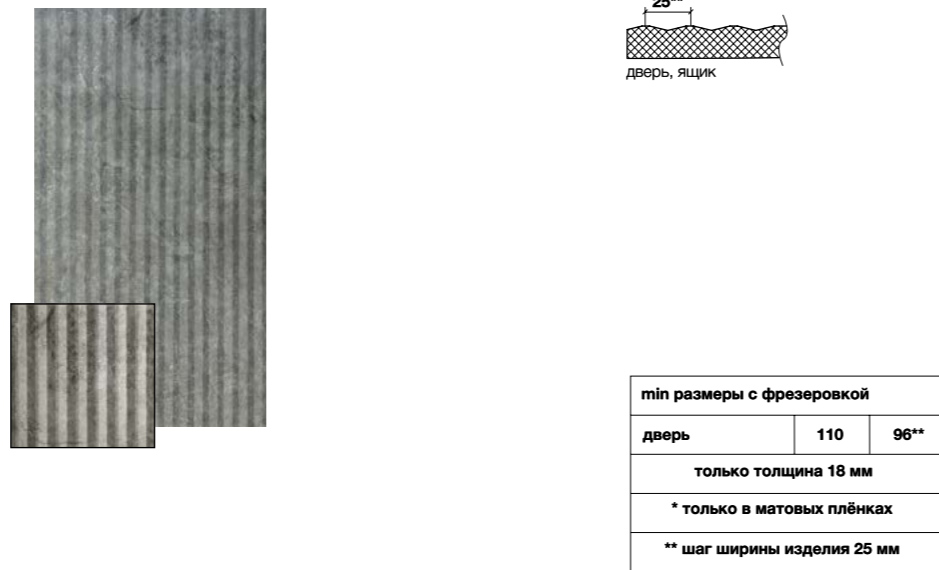 25**
дверь, ящик
min размеры с фрезеровкой
дверь 110 96**
только толщина 18 мм
* только в матовых плёнках
** шаг ширины изделия 25 мм